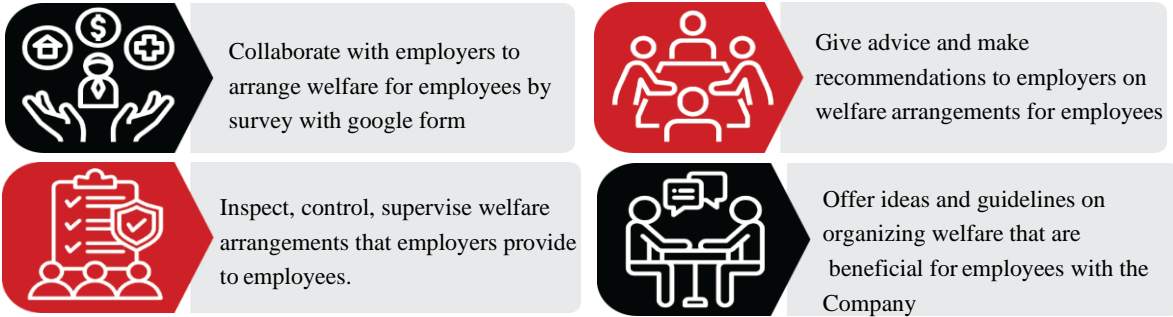 Collaborate with employers to
arrange welfare for employees by
survey with google form
Give advice and make
recommendations to employers on
welfare arrangements for employees
Inspect, control, supervise welfare
arrangements that employers provide
to employees.
Offer ideas and guidelines on
organizing welfare that are
beneficial for employees with the
Company